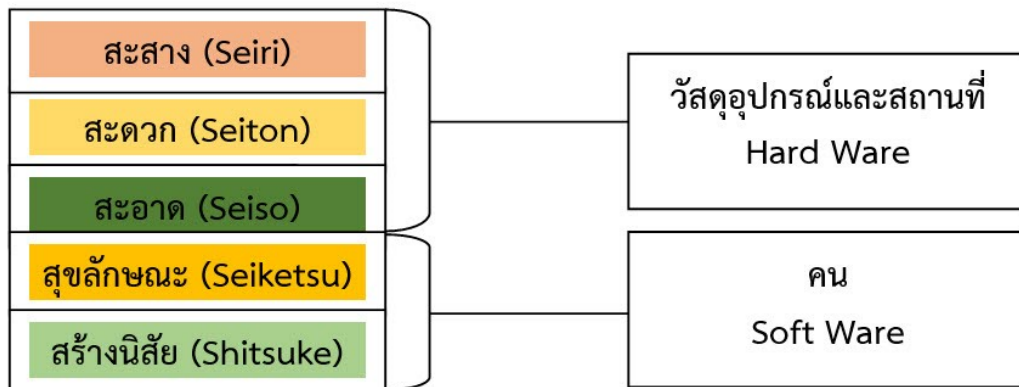 สะสาง (Seiri)
สะดวก (Seiton)
สะอาด (Seiso)
สุขลักษณะ (Seiketsu)
สร้างนิสัย (Shitsuke)
วัสดุอุปกรณ์และสถานที่
Hard Ware
คน
Soft Ware